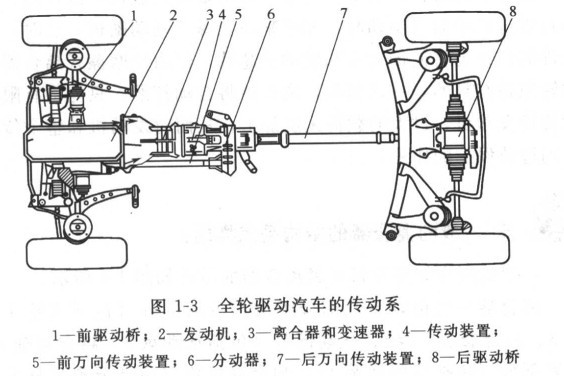 1 2 3 4 5 6 7 8
图 1-3 全轮驱动汽车的传动系
1—前驱动桥；2—发动机；3—离合器和变速器；4—传动装置；
5—前万向传动装置；6—分动器；7—后万向传动装置；8—后驱动桥